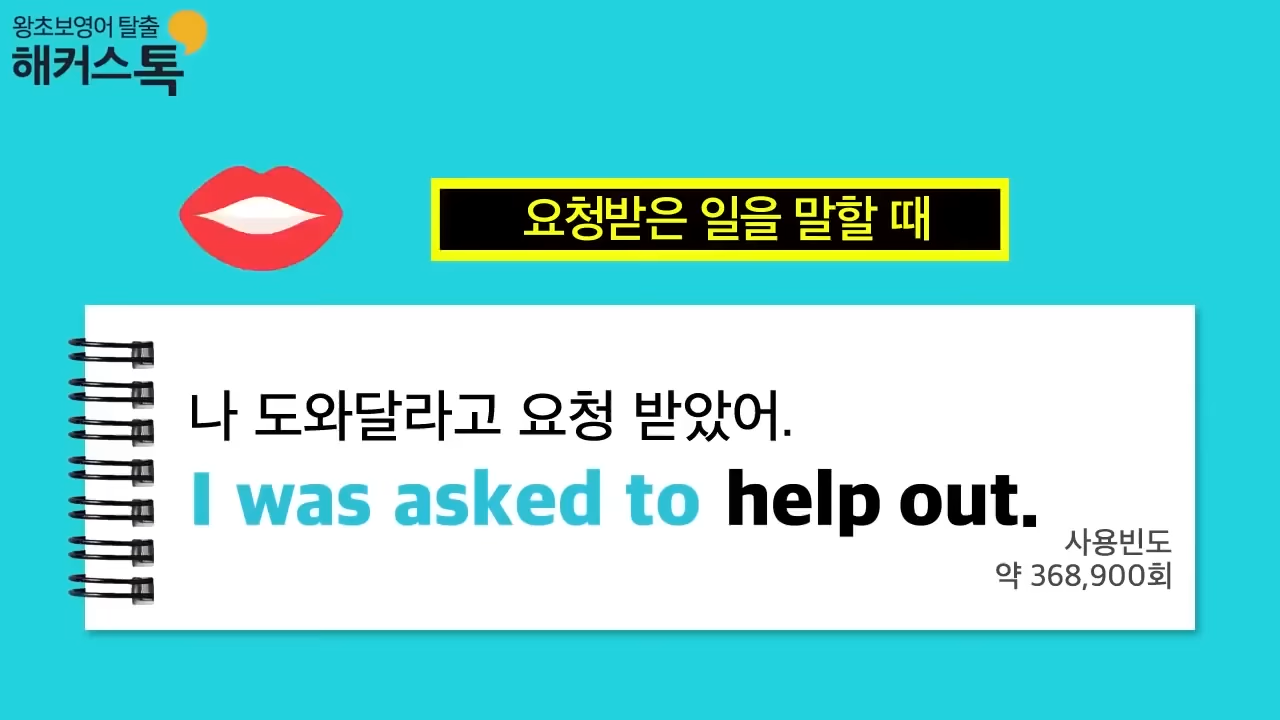 왕초보영어 탈출
해커스톡
요청받은 일을 말할 때
나 도와달라고 요청 받았어.
I was asked to help out.
사용빈도
약 368,900회